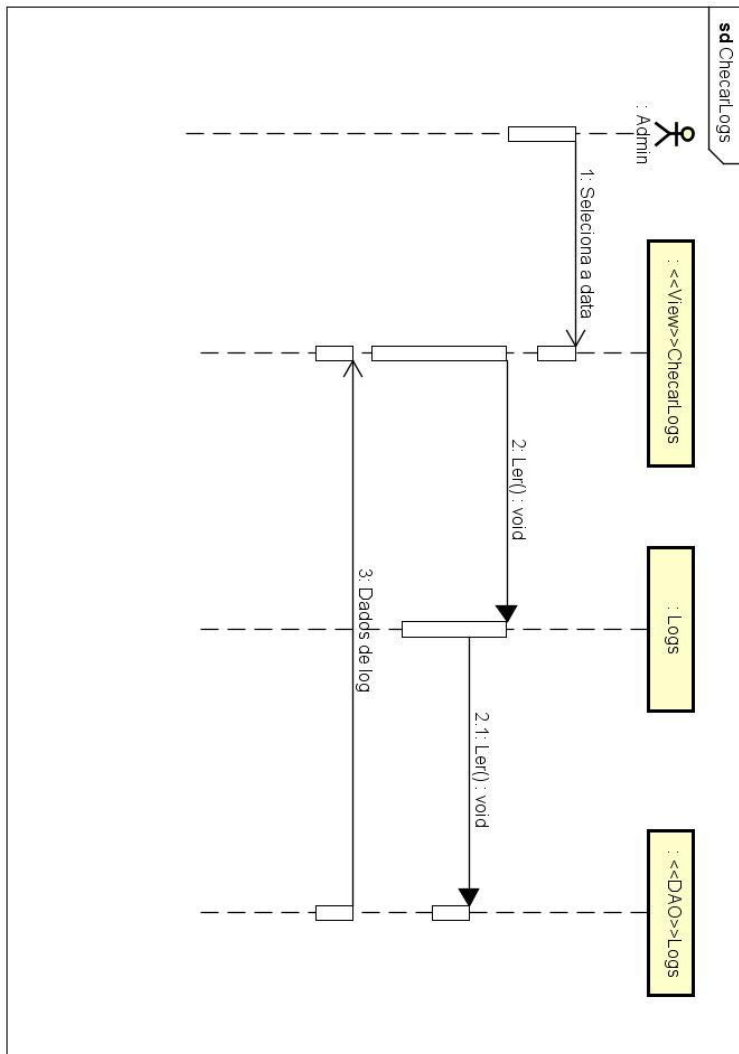 sd ChecarLogs
: Admin
: <<View>>ChecarLogs
: Logs
: <<DAO>>Logs
1: Seleciona a data
2: Ler() : void
2.1: Ler() : void
3: Dados de log